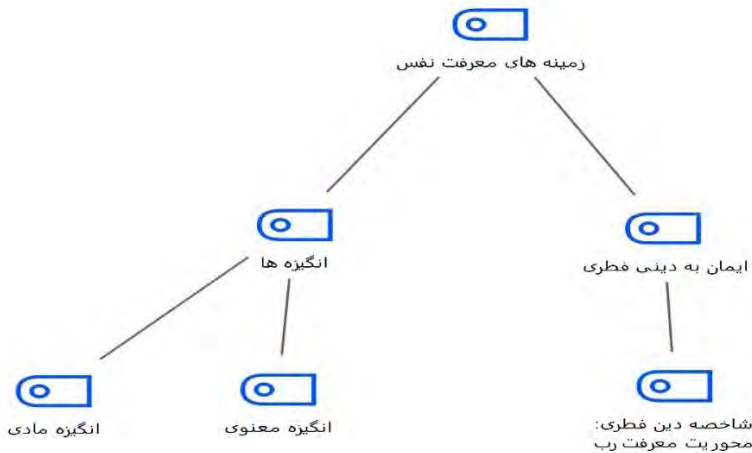 زمینه های معرفت نفس
ایمان به دینی فطری
انگیزه ها
شاخصه دین فطری:
محوریت معرفت رب
انگیزه معنوی
انگیزه مادی